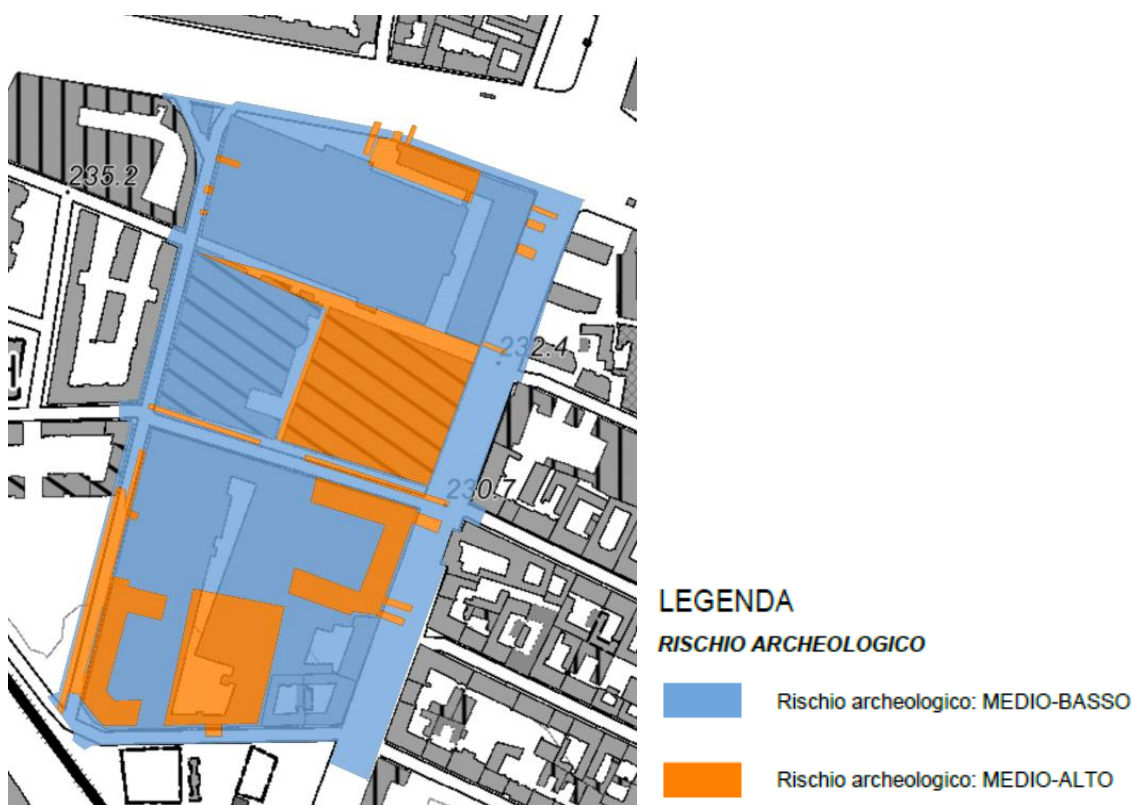 235.2
232.4
230.7
LEGENDA
RISCHIO ARCHEOLOGICO
Rischio archeologico: MEDIO-BASSO
Rischio archeologico: MEDIO-ALTO